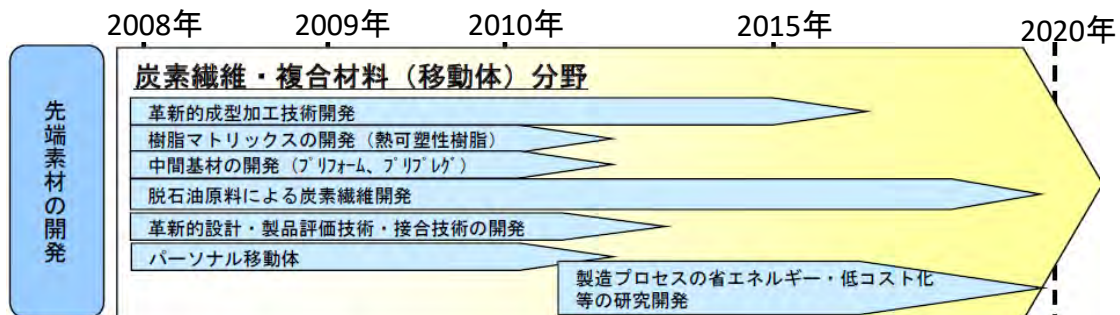 2008年 2009年 2010年 2015年 2020年
先端素材の開発
炭素繊維・複合材料（移動体）分野
革新的成型加工技術開発
樹脂マトリックスの開発（熱可塑性樹脂）
中間基材の開発（ﾌﾟﾘﾌｫｰﾑ、ﾌﾟﾘﾌﾟﾚｸﾞ）
脱石油原料による炭素繊維開発
革新的設計・製品評価技術・接合技術の開発
パーソナル移動体
製造プロセスの省エネルギー・低コスト化
等の研究開発